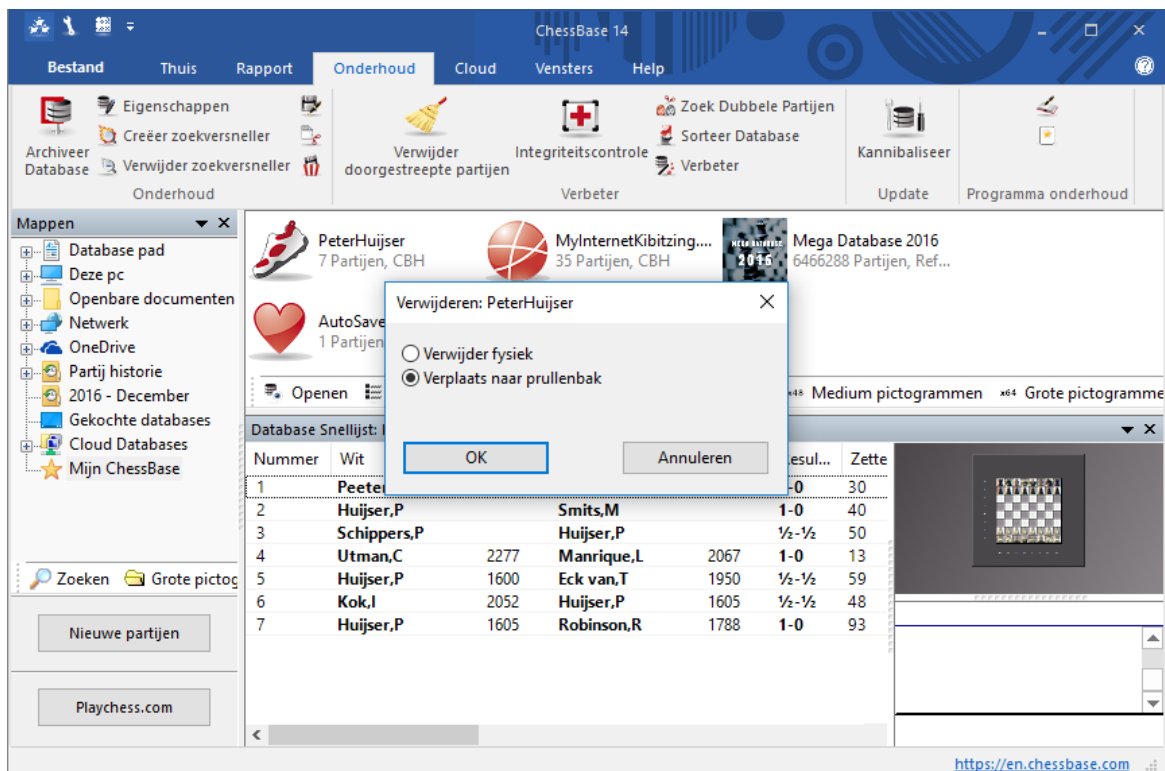 ChessBase 14
Bestand Thuis Rapport Onderhoud Cloud Vensters Help
Archiveer Database
Eigenschappen
Creëer zoekversneller
Verwijder zoekversneller
Onderhoud
Verwijder doorgestreepte partijen
Integriteitscontrole
Zoek Dubbele Partijen
Sorteer Database
Verbeter
Verbeter
Kannibaliseer
Update
Programma onderhoud
Mappen
Database pad
Deze pc
Openbare documenten
Netwerk
OneDrive
Partij historie
2016 - December
Gekochte databases
Cloud Databases
Mijn ChessBase
Zoeken Grote pictog
Nieuwe partijen
Playchess.com
PeterHuijser
7 Partijen, CBH
MyInternetKibitzing....
35 Partijen, CBH
MEGA DATABASE
2016
Mega Database 2016
6466288 Partijen, Ref...
AutoSave
1 Partijen
Verwijderen: PeterHuijser
Verwijder fysiek
Verplaats naar prullenbak
OK Annuleren
Openen x48 Medium pictogrammen x64 Grote pictogramme
Database Snellijst:
Nummer Wit esul... Zette
1 Peeter -0 30
2 Huijser,P Smits,M 1-0 40
3 Schippers,P Huijser,P ½-½ 50
4 Utman,C 2277 Manrique,L 2067 1-0 13
5 Huijser,P 1600 Eck van,T 1950 ½-½ 59
6 Kok,I 2052 Huijser,P 1605 ½-½ 48
7 Huijser,P 1605 Robinson,R 1788 1-0 93
https://en.chessbase.com